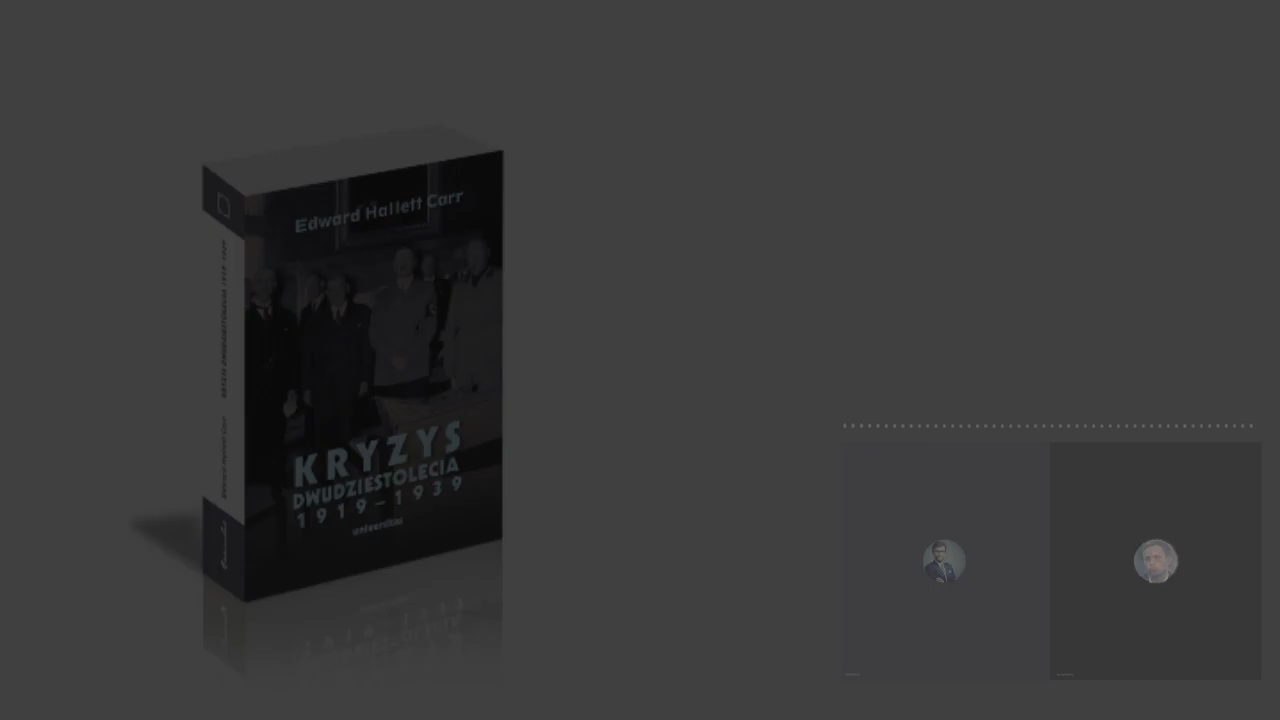 Edward Hallett Carr
KRYZYS
DWUDZIESTOLECIA
1919–1939
universitas